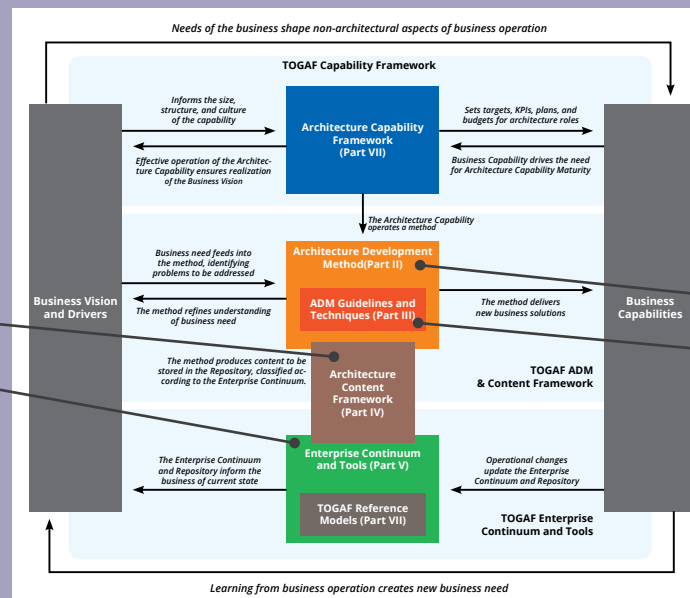 Needs of the business shape non-architectural aspects of business operation
TOGAF Capability Framework
Informs the size,
structure, and culture
of the capability
Effective operation of the Architec-
ture Capability ensures realization
of the Business Vision
Architecture Capability
Framework
(Part VII)
Sets targets, KPIs, plans, and
budgets for architecture roles
Business Capability drives the need
for Architecture Capability Maturity
The Architecture Capability
operates a method
Business Vision
and Drivers
Business need feeds into
the method, identifying
problems to be addressed
The method refines understanding
of business need
Architecture Development
Method(Part II)
ADM Guidelines and
Techniques (Part III)
The method delivers
new business solutions
Business
Capabilities
The method produces content to be
stored in the Repository, classified ac-
cording to the Enterprise Continuum.
Architecture
Content
Framework
(Part IV)
TOGAF ADM
& Content Framework
The Enterprise Continuum
and Repository inform the
business of current state
Enterprise Continuum
and Tools (Part V)
TOGAF Reference
Models (Part VII)
Operational changes
update the Enterprise
Continuum and Repository
TOGAF Enterprise
Continuum and Tools
Learning from business operation creates new business need